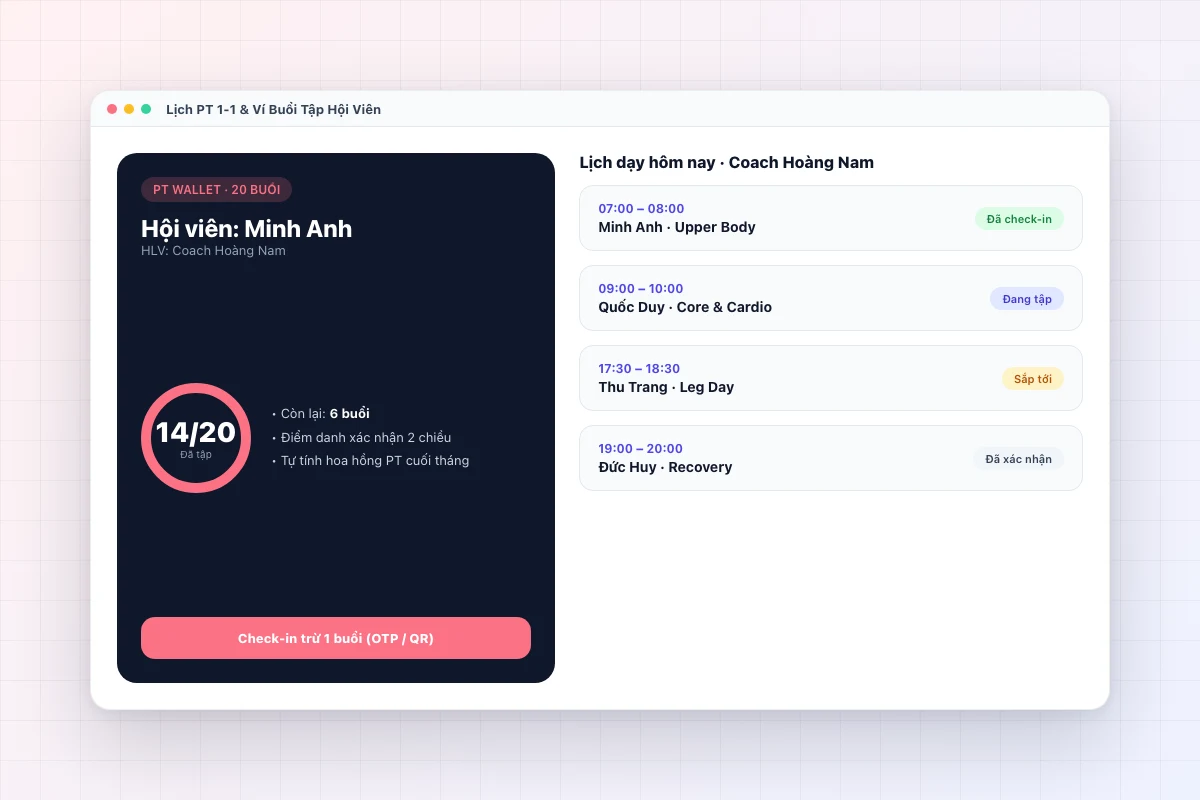 Lịch PT 1-1 & Ví Buổi Tập Hội Viên
PT WALLET · 20 BUỔI
Hội viên: Minh Anh
HLV: Coach Hoàng Nam
14/20
Đã tập
• Còn lại: 6 buổi
• Điểm danh xác nhận 2 chiều
• Tự tính hoa hồng PT cuối tháng
Check-in trừ 1 buổi (OTP / QR)
Lịch dạy hôm nay · Coach Hoàng Nam
07:00 – 08:00
Minh Anh · Upper Body
Đã check-in
09:00 – 10:00
Quốc Duy · Core & Cardio
Đang tập
17:30 – 18:30
Thu Trang · Leg Day
Sắp tới
19:00 – 20:00
Đức Huy · Recovery
Đã xác nhận